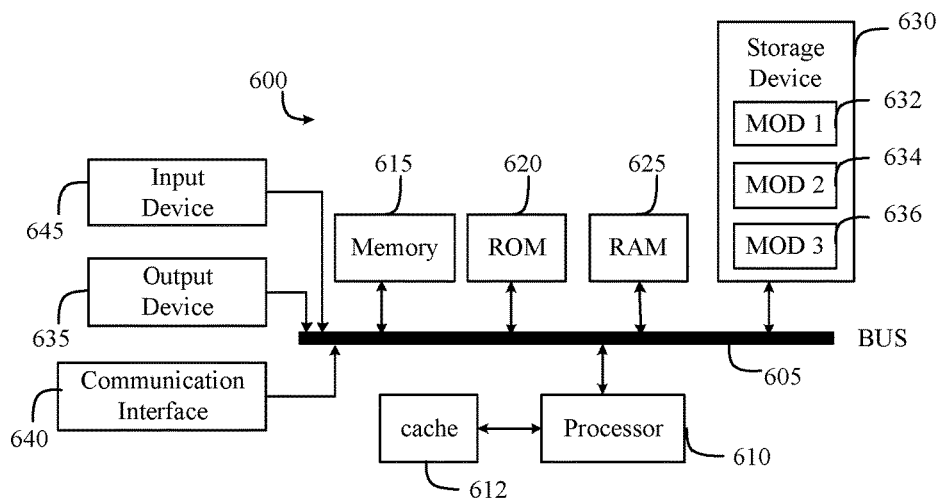 630
Storage
Device
600
632
MOD 1
615
620
625
634
Input
Device
MOD 2
645
636
Memory
ROM
RAM
MOD 3
Output
Device
635
BUS
605
Communication
Interface
640
cache
Processor
610
612